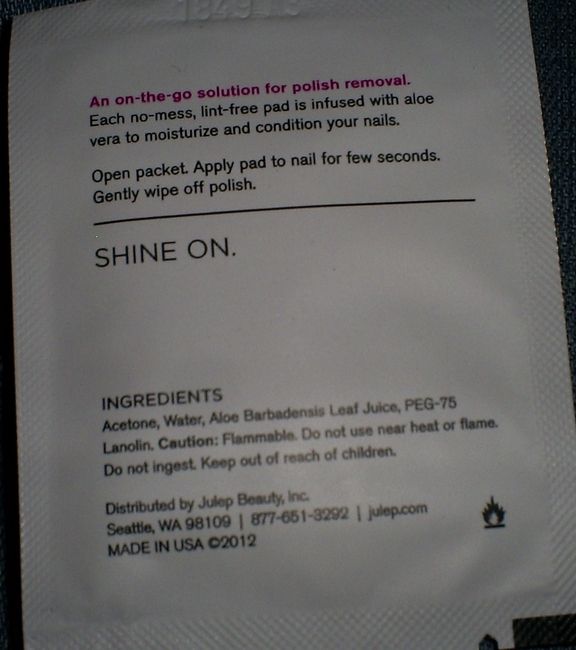 An on-the-go solution for polish removal.
Each no-mess, lint-free pad is infused with aloe
vera to moisturize and condition your nails.
Open packet. Apply pad to nail for few seconds.
Gently wipe off polish.
SHINE ON.
INGREDIENTS
Acetone, Water, Aloe Barbadensis Leaf Juice, PEG-75
Lanolin. Caution: Flammable. Do not use near heat or flame.
Do not ingest. Keep out of reach of children.
Distributed by Julep Beauty, Inc.
Seattle, WA 98109 | 877-651-3292 | julep.com
MADE IN USA ©2012